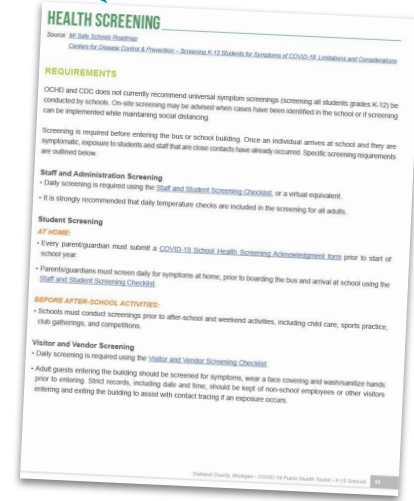 HEALTH SCREENING
Source: MI Safe Schools Roadmap
Centers for Disease Control & Prevention – Screening K-12 Students for Symptoms of COVID-19: Limitations and Considerations
REQUIREMENTS
OCHD and CDC does not currently recommend universal symptom screenings (screening all students grades K-12) be
conducted by schools. On-site screening may be advised when cases have been identified in the school or if screening
can be implemented while maintaining social distancing.
Screening is required before entering the bus or school building. Once an individual arrives at school and they are
symptomatic, exposure to students and staff that are close contacts have already occurred. Specific screening requirements
are outlined below.
Staff and Administration Screening
• Daily screening is required using the Staff and Student Screening Checklist, or a virtual equivalent.
• It is strongly recommended that daily temperature checks are included in the screening for all adults.
Student Screening
AT HOME:
• Every parent/guardian must submit a COVID-19 School Health Screening Acknowledgment form prior to start of
school year.
• Parents/guardians must screen daily for symptoms at home, prior to boarding the bus and arrival at school using the
Staff and Student Screening Checklist.
BEFORE AFTER-SCHOOL ACTIVITIES:
• Schools must conduct screenings prior to after-school and weekend activities, including child care, sports practice,
club gatherings, and competitions.
Visitor and Vendor Screening
• Daily screening is required using the Visitor and Vendor Screening Checklist.
• Adult guests entering the building should be screened for symptoms, wear a face covering and wash/sanitize hands
prior to entering. Strict records, including date and time, should be kept of non-school employees or other visitors
entering and exiting the building to assist with contact tracing if an exposure occurs.
Oakland County, Michigan • COVID-19 Public Health Toolkit • K-12 Schools